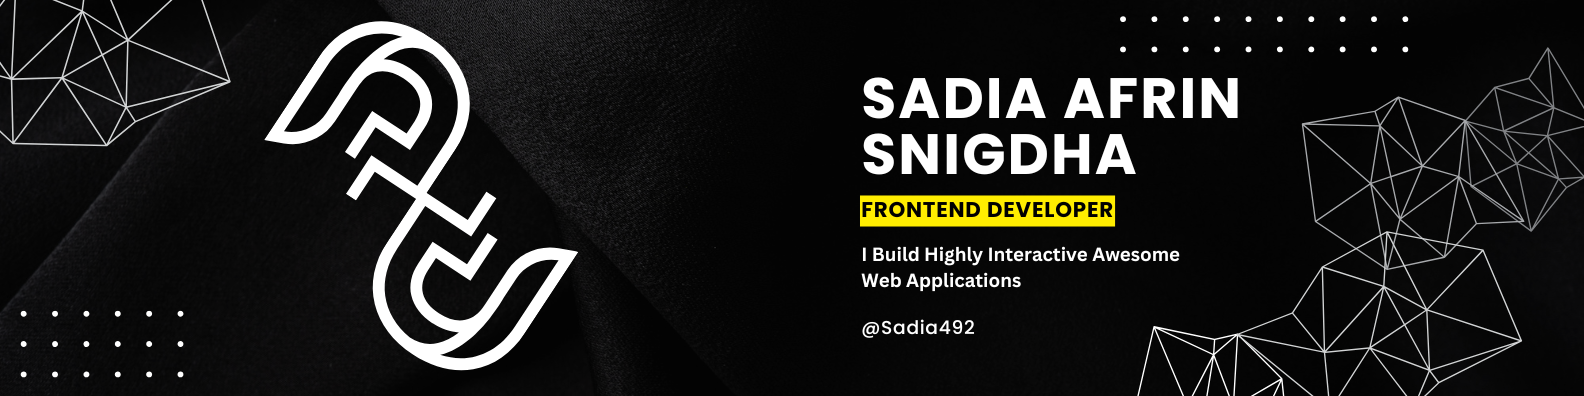 SADIA AFRIN
SNIGDHA
FRONTEND DEVELOPER
I Build Highly Interactive Awesome
Web Applications
@Sadia492